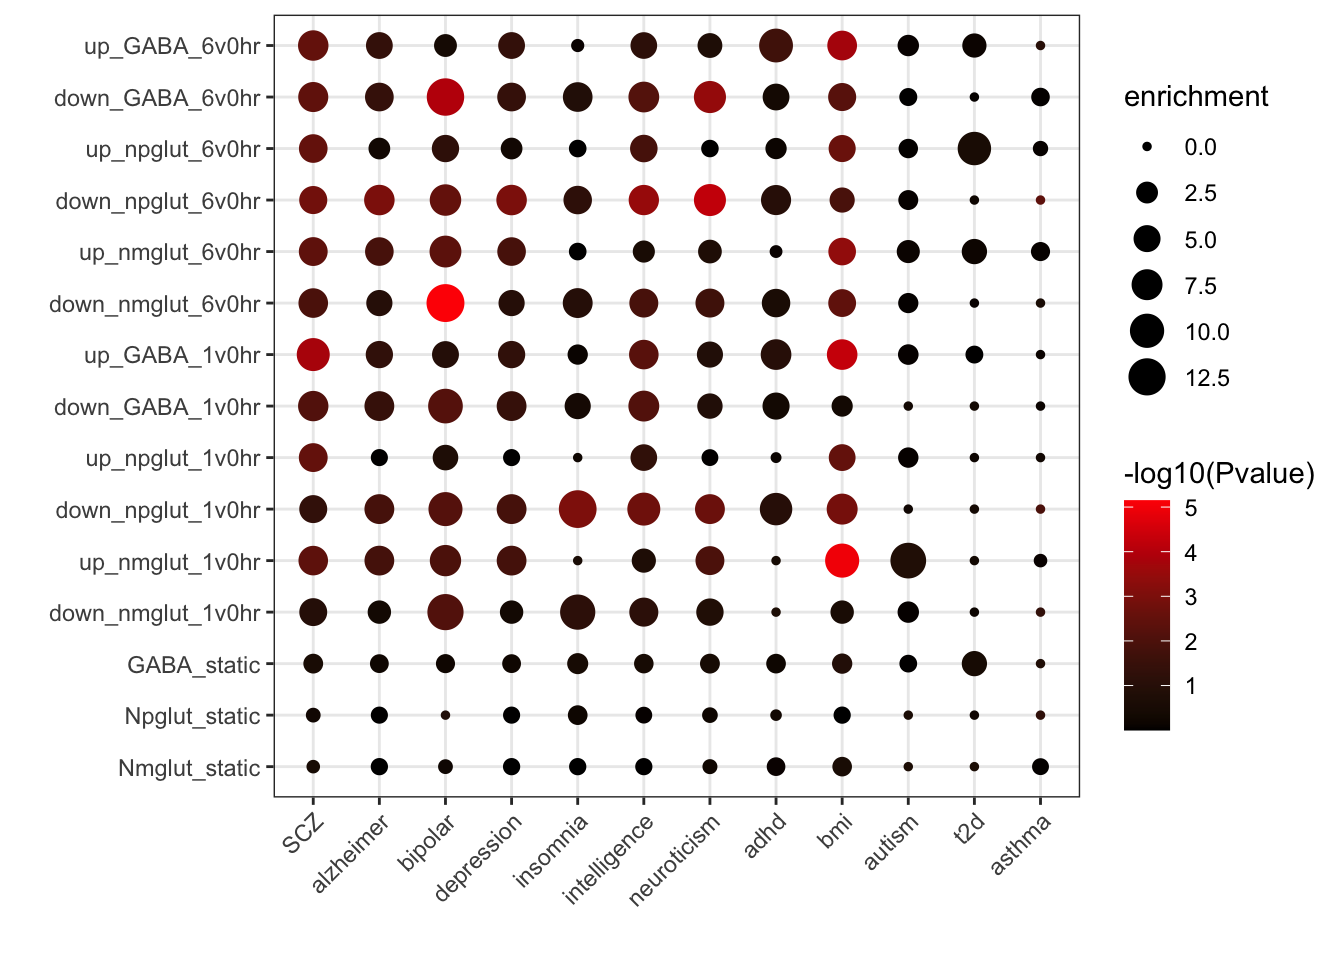 up_GABA_6v0hr
down_GABA_6v0hr
up_npglut_6v0hr
down_npglut_6v0hr
up_nmglut_6v0hr
down_nmglut_6v0hr
up_GABA_1v0hr
down_GABA_1v0hr
up_npglut_1v0hr
down_npglut_1v0hr
up_nmglut_1v0hr
down_nmglut_1v0hr
GABA_static
Npglut_static
Nmglut_static
SCZ
alzheimer
bipolar
depression
insomnia
intelligence
neuroticism
adhd
bmi
autism
t2d
asthma
enrichment
0.0
2.5
5.0
7.5
10.0
12.5
-log10(Pvalue)
5
4
3
2
1